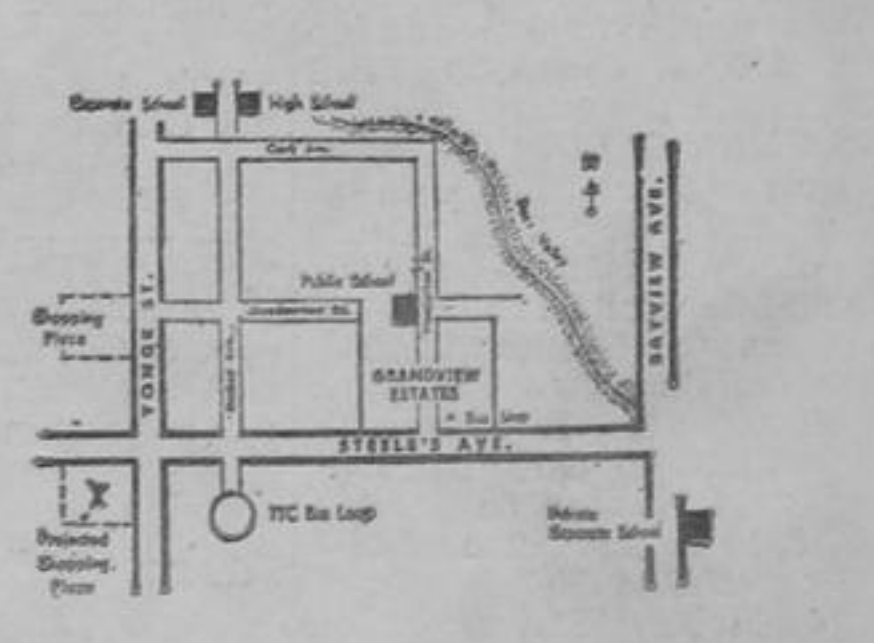 Separate School
High School
Public School
Shopping
Plaza
YONGE ST.
GRANDVIEW
ESTATES
Bus Stop
STEELE'S AVE.
BAYVIEW AVE.
TTC Bus Loop
Private
Separate School
Projected
Shopping
Plaza